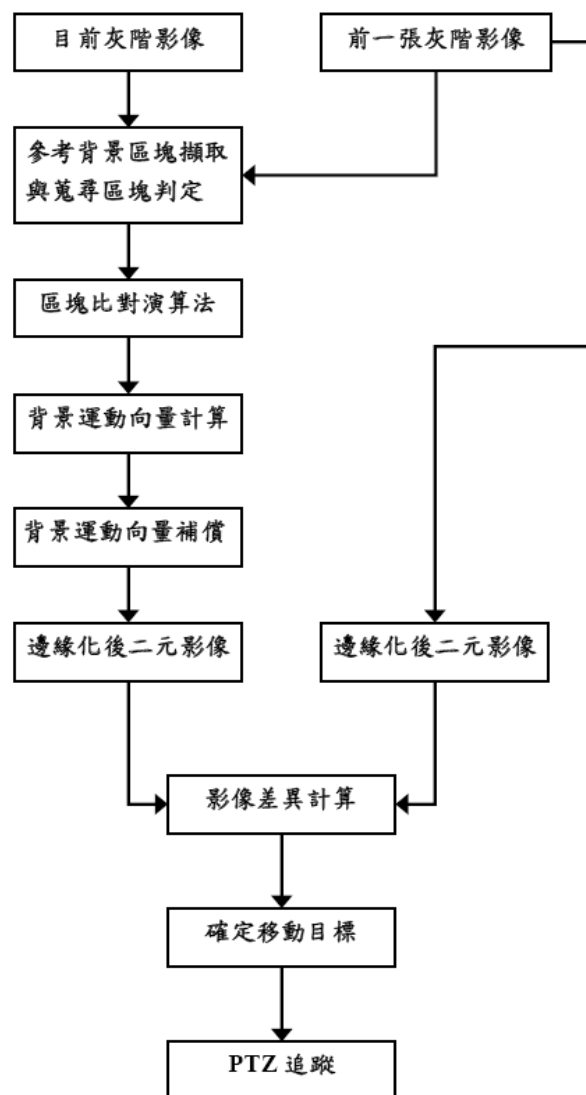 目前灰階影像
前一張灰階影像
參考背景區塊擷取
與蒐尋區塊判定
區塊比對演算法
背景運動向量計算
背景運動向量補償
邊緣化後二元影像
邊緣化後二元影像
影像差異計算
確定移動目標
PTZ 追蹤